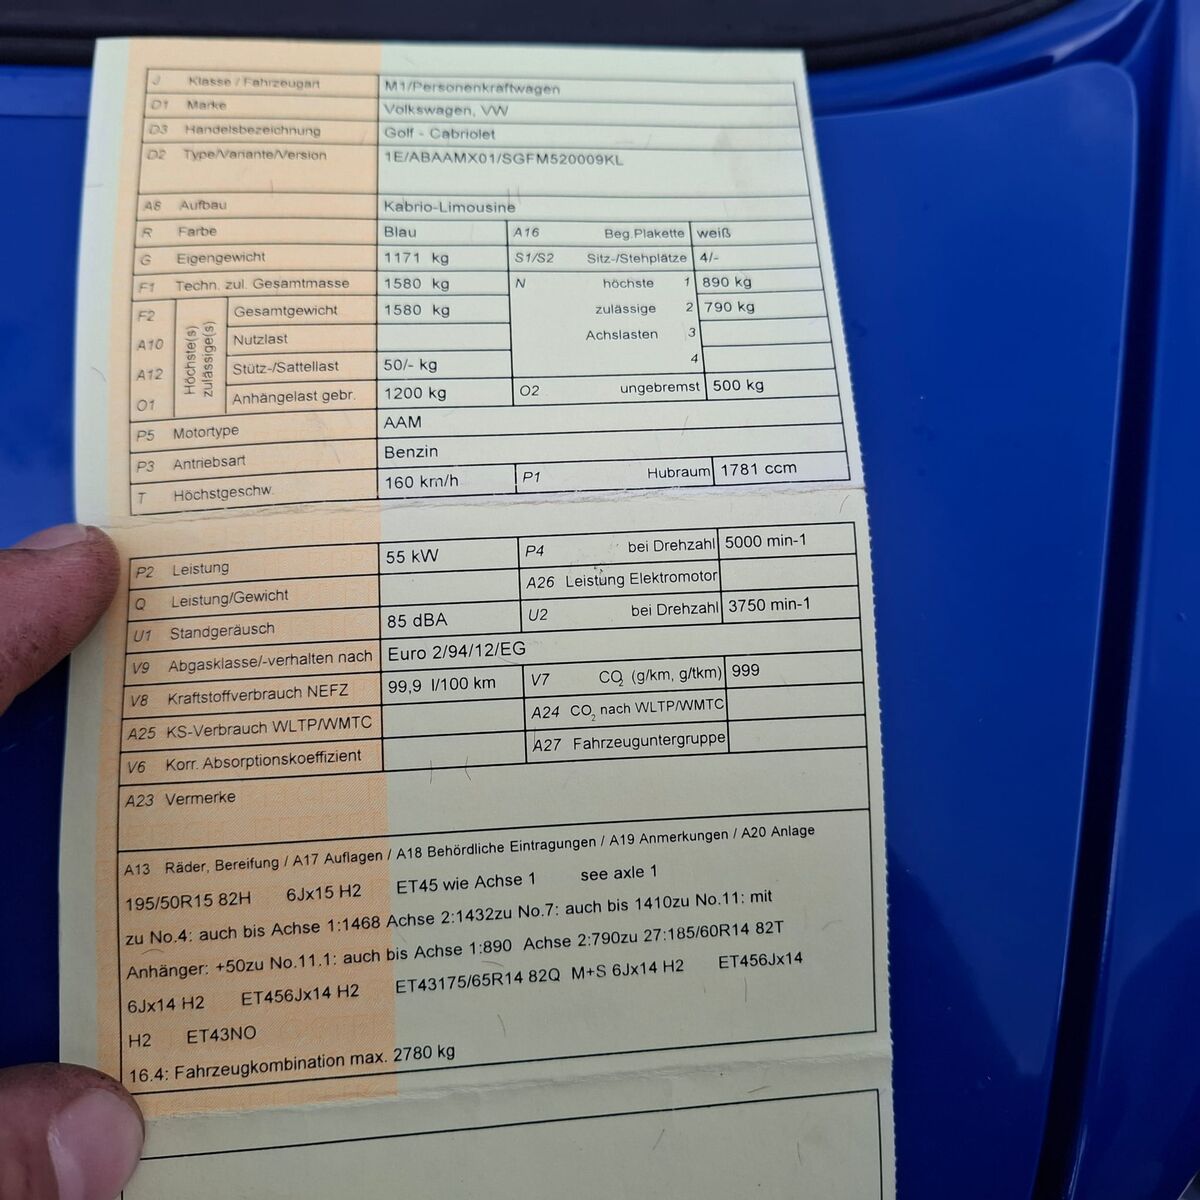 J Klasse / Fahrzeugart M1/Personenkraftwagen
D1 Marke Volkswagen, VW
D3 Handelsbezeichnung Golf - Cabriolet
D2 Type/Variante/Version 1E/ABAAMX01/SGFM520009KL
A8 Aufbau Kabrio-Limousine
R Farbe Blau A16 Beg.Plakette weiß
G Eigengewicht 1171 kg S1/S2 Sitz-/Stehplätze 4/-
F1 Techn. zul. Gesamtmasse 1580 kg N höchste 1 890 kg
F2 Höchste(s) zulässige(s) Gesamtgewicht 1580 kg zulässige 2 790 kg
A10 Nutzlast Achslasten 3
A12 Stütz-/Sattellast 50/- kg 4
O1 Anhängelast gebr. 1200 kg O2 ungebremst 500 kg
P5 Motortype AAM
P3 Antriebsart Benzin
T Höchstgeschw. 160 km/h P1 Hubraum 1781 ccm
P2 Leistung 55 kW P4 bei Drehzahl 5000 min-1
Q Leistung/Gewicht A26 Leistung Elektromotor
U1 Standgeräusch 85 dBA U2 bei Drehzahl 3750 min-1
V9 Abgasklasse/-verhalten nach Euro 2/94/12/EG
V8 Kraftstoffverbrauch NEFZ 99,9 l/100 km V7 CO2 (g/km, g/tkm) 999
A25 KS-Verbrauch WLTP/WMTC A24 CO2 nach WLTP/WMTC
V6 Korr. Absorptionskoeffizient A27 Fahrzeuguntergruppe
A23 Vermerke
A13 Räder, Bereifung / A17 Auflagen / A18 Behördliche Eintragungen / A19 Anmerkungen / A20 Anlage
195/50R15 82H 6Jx15 H2 ET45 wie Achse 1 see axle 1
zu No.4: auch bis Achse 1:1468 Achse 2:1432zu No.7: auch bis 1410zu No.11: mit
Anhänger: +50zu No.11.1: auch bis Achse 1:890 Achse 2:790zu 27:185/60R14 82T
6Jx14 H2 ET456Jx14 H2 ET43175/65R14 82Q M+S 6Jx14 H2 ET456Jx14
H2 ET43NO
16.4: Fahrzeugkombination max. 2780 kg